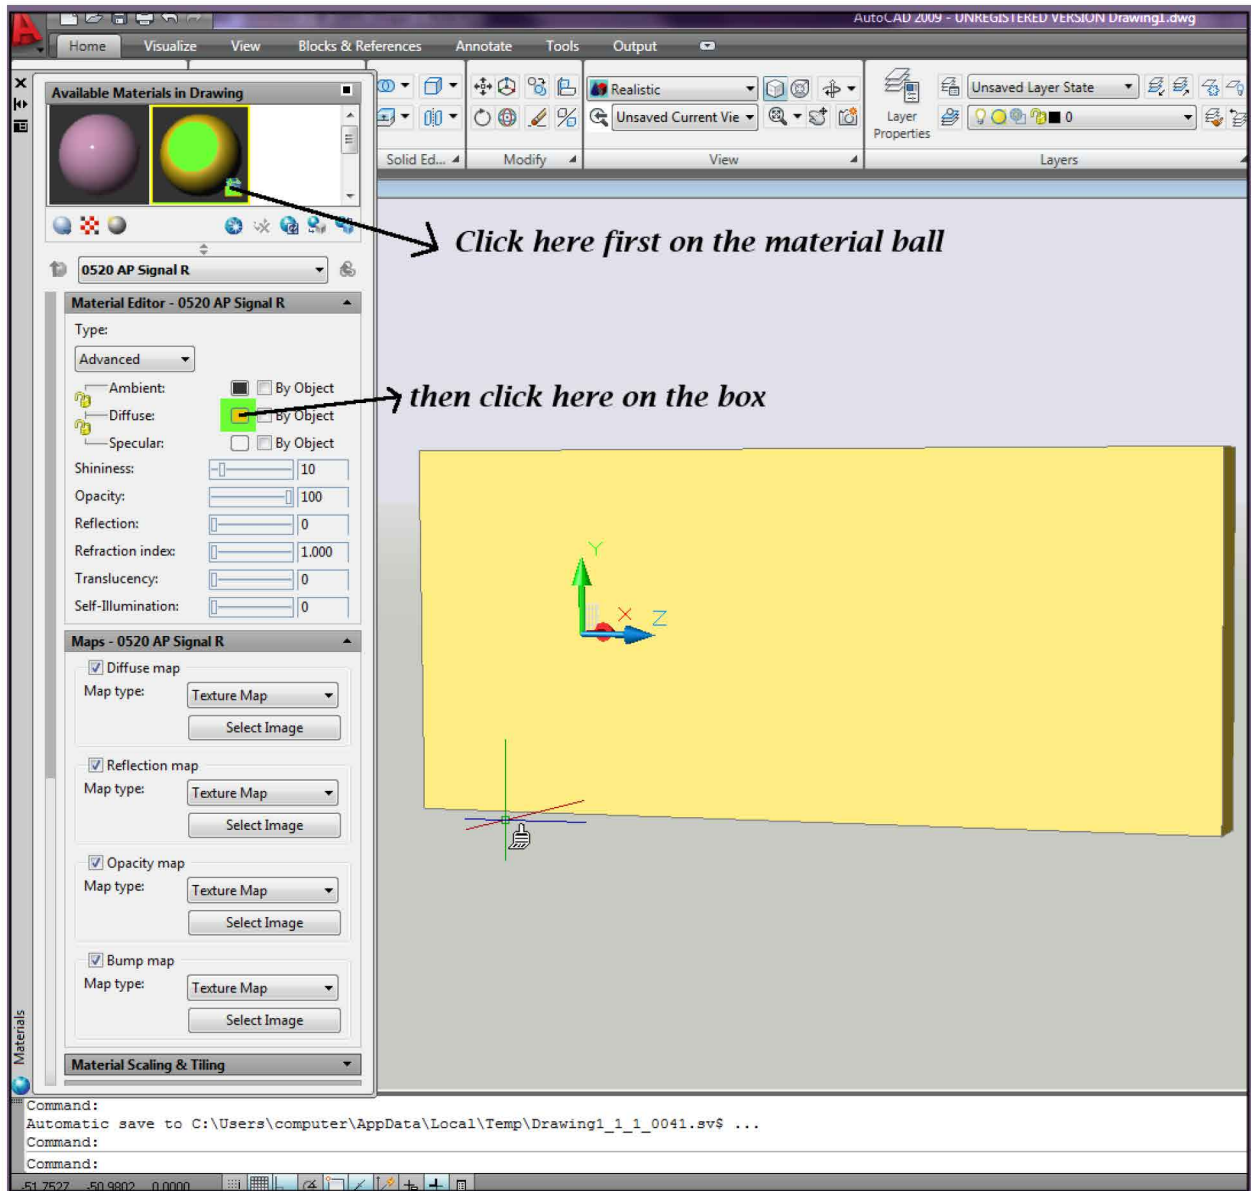 AutoCAD 2009 - UNREGISTERED VERSION Drawing1.dwg
Home Visualize View Blocks & References Annotate Tools Output
Available Materials in Drawing
Realistic
Unsaved Layer State
Unsaved Current Vie
Layer Properties
0
Solid Ed... Modify View Layers
Click here first on the material ball
0520 AP Signal R
Material Editor - 0520 AP Signal R
Type:
Advanced
Ambient: By Object
then click here on the box
Diffuse: By Object
Specular: By Object
Shininess: 10
Opacity: 100
Reflection: 0
Refraction index: 1.000
Translucency: 0
Self-Illumination: 0
Y
X Z
Maps - 0520 AP Signal R
Diffuse map
Map type: Texture Map
Select Image
Reflection map
Map type: Texture Map
Select Image
Opacity map
Map type: Texture Map
Select Image
Bump map
Map type: Texture Map
Select Image
Material Scaling & Tiling
Materials
Command:
Automatic save to C:\Users\computer\AppData\Local\Temp\Drawing1_1_1_0041.sv$ ...
Command:
Command:
-51.7527 -50.9802 0.0000